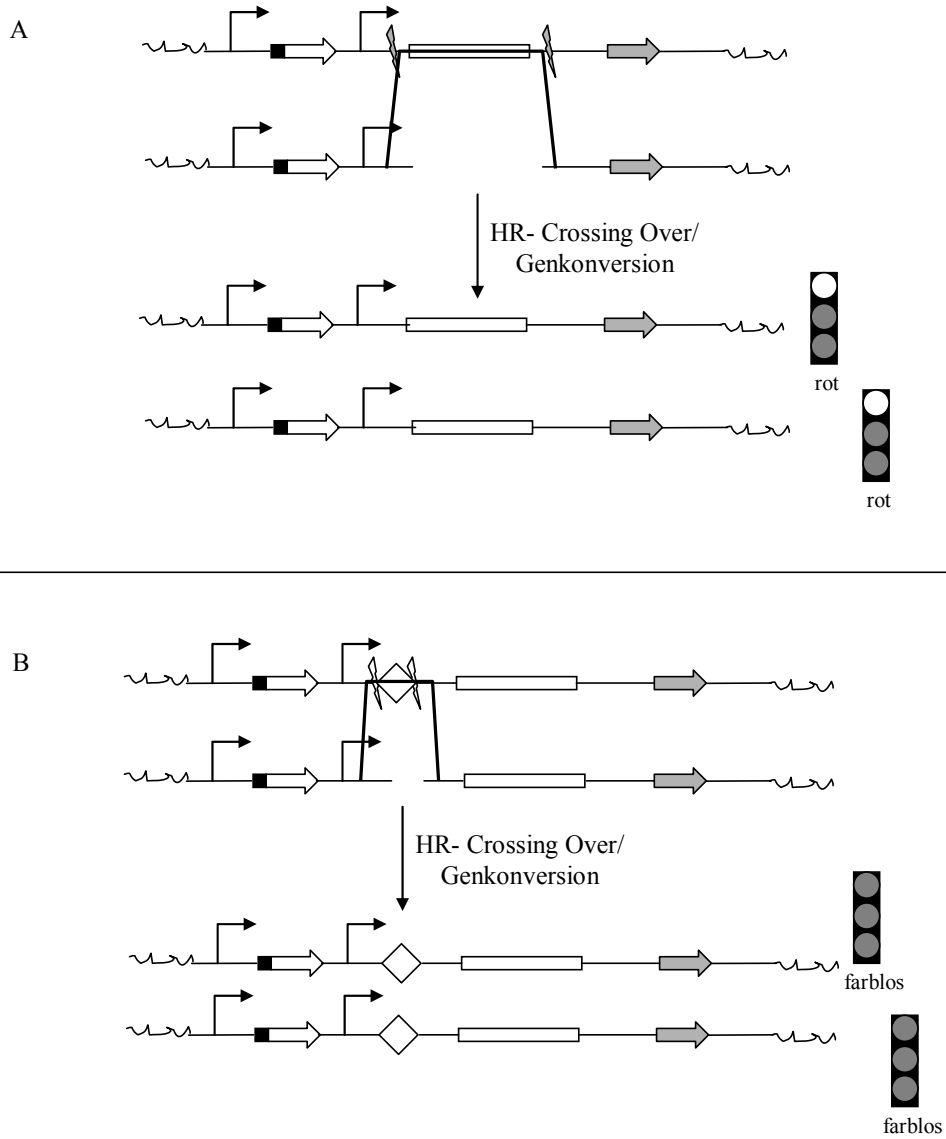 A
HR- Crossing Over/
Genkonversion
rot
rot
B
HR- Crossing Over/
Genkonversion
farblos
farblos